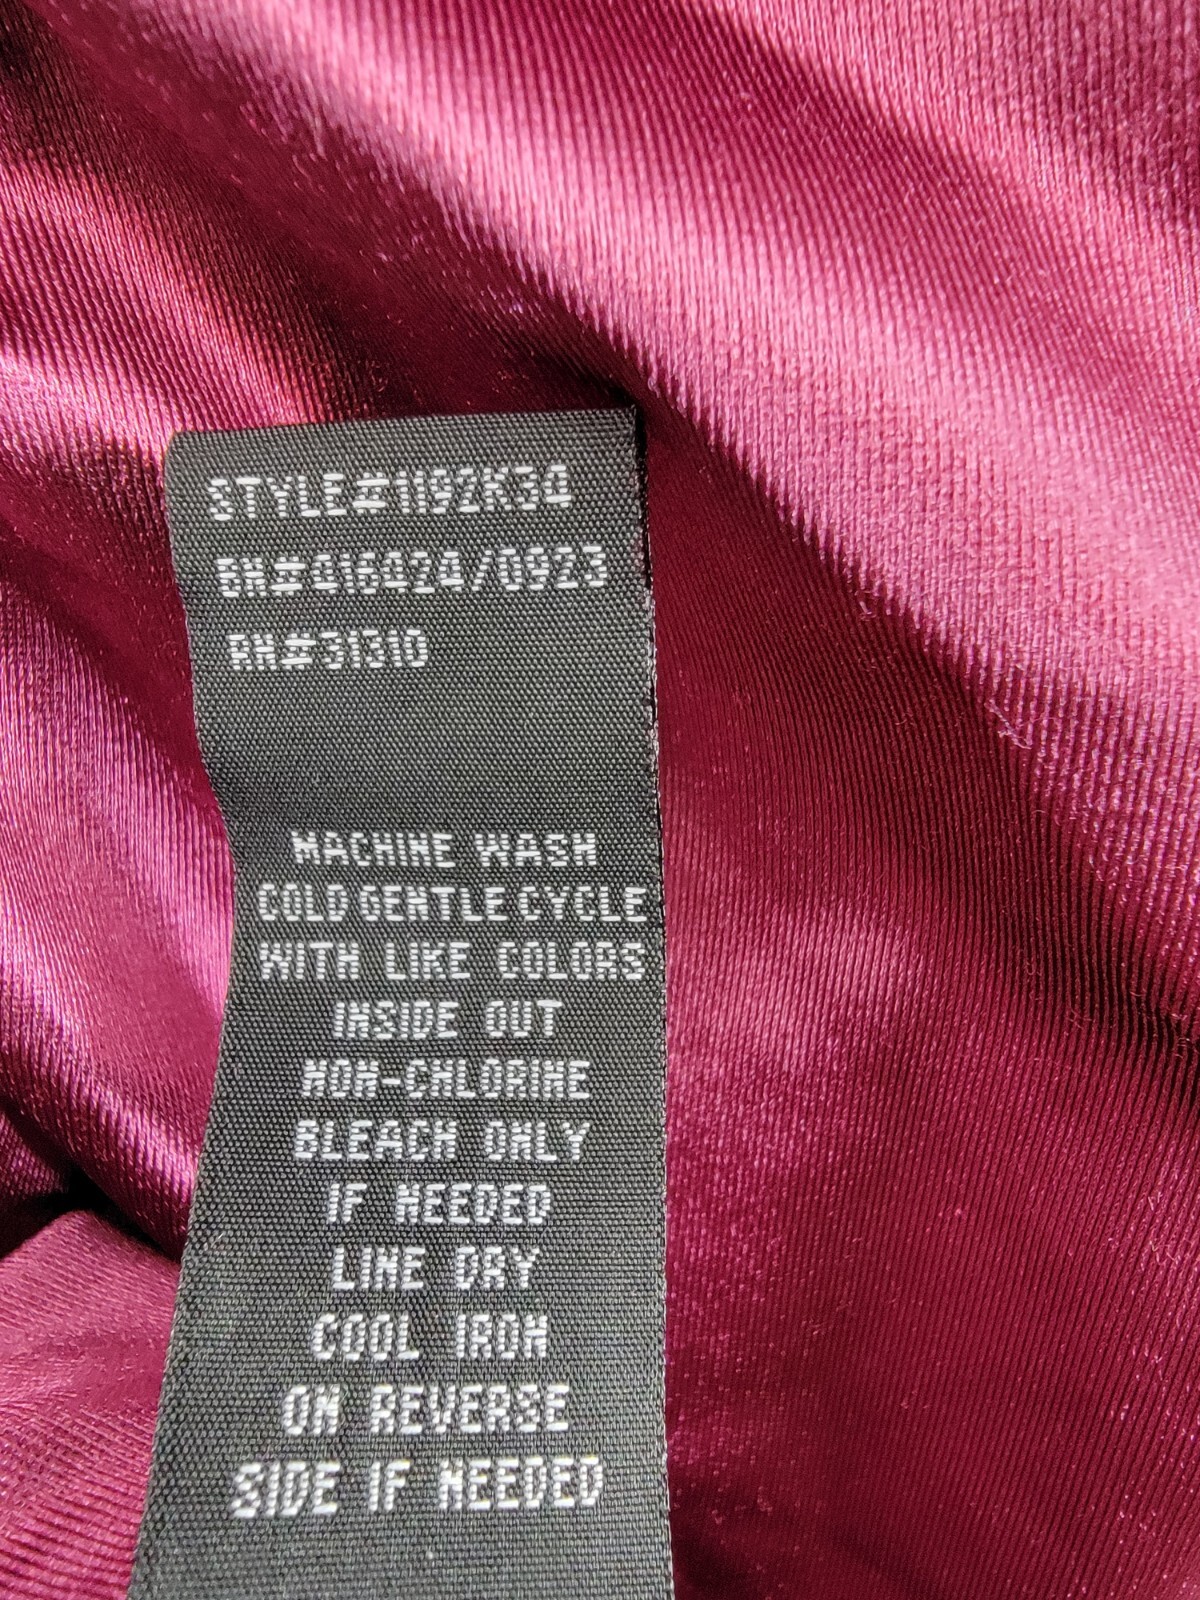 STYLE#1192K34
BN#416424/0923
RN#31310
MACHINE WASH
COLD GENTLE CYCLE
WITH LIKE COLORS
INSIDE OUT
NON-CHLORINE
BLEACH ONLY
IF NEEDED
LINE DRY
COOL IRON
ON REVERSE
SIDE IF NEEDED